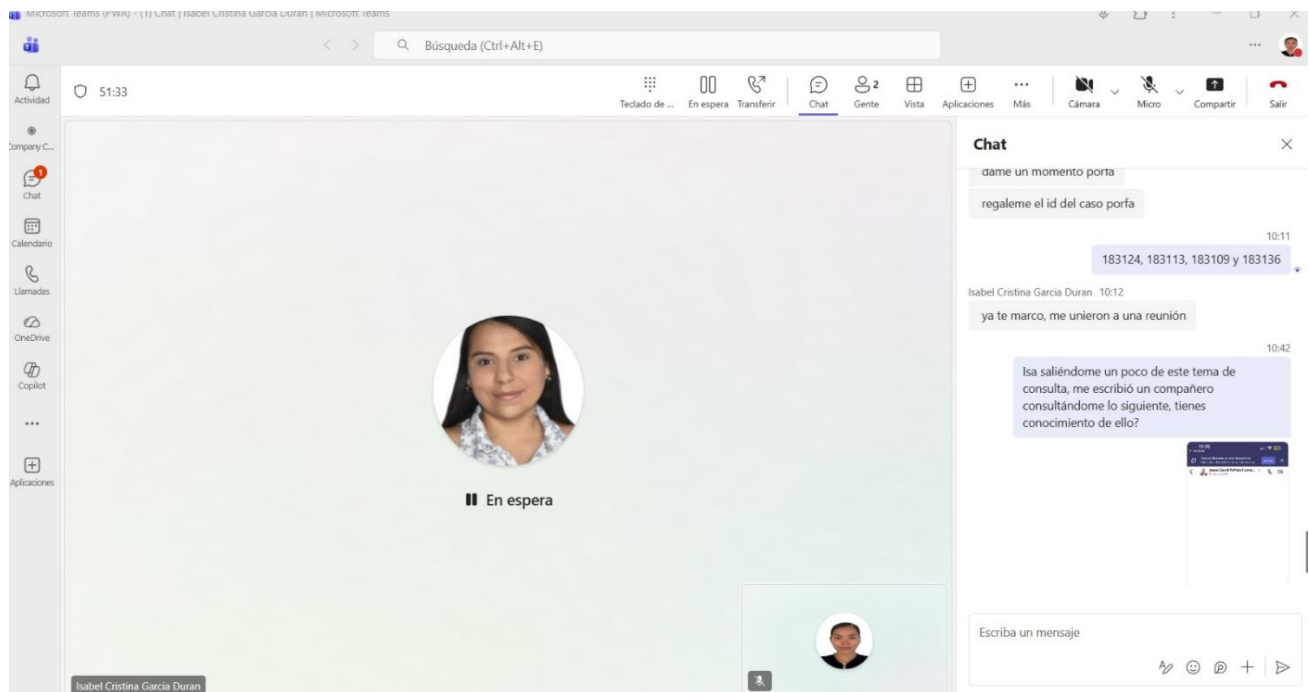 Microsoft Teams (PWA) - (1) Chat | Isabel Cristina Garcia Duran | Microsoft Teams
Búsqueda (Ctrl+Alt+E)
Actividad
Company C...
Chat
Calendario
Llamadas
OneDrive
Copilot
Aplicaciones
51:33
Teclado de ...
En espera
Transferir
Chat
2
Gente
Vista
Aplicaciones
Más
Cámara
Micro
Compartir
Salir
En espera
Isabel Cristina Garcia Duran
Chat
dame un momento porfa
regaleme el id del caso porfa
10:11
183124, 183113, 183109 y 183136
Isabel Cristina Garcia Duran 10:12
ya te marco, me unieron a una reunión
10:42
Isa saliéndome un poco de este tema de
consulta, me escribió un compañero
consultándome lo siguiente, tienes
conocimiento de ello?
Escriba un mensaje